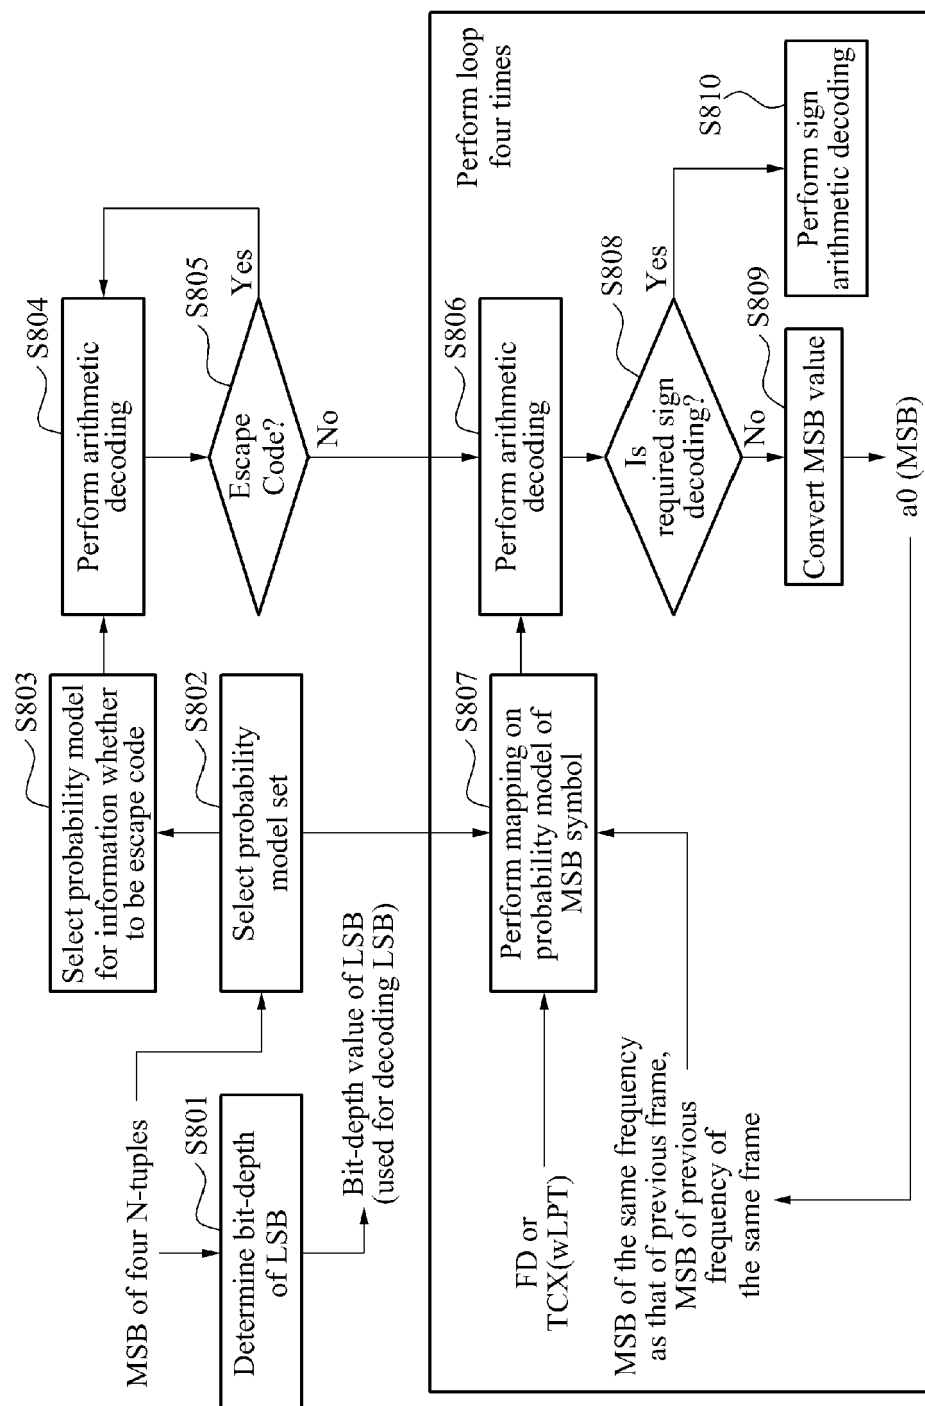 MSB of four N-tuples
S801
Determine bit-depth
of LSB
Bit-depth value of LSB
(used for decoding LSB)
S802
Select probability
model set
S803
Select probability model
for information whether
to be escape code
S804
Perform arithmetic
decoding
S805
Escape
Code?
Yes
No
Perform loop
four times
FD or
TCX(wLPT)
MSB of the same frequency
as that of previous frame,
MSB of previous
frequency of
the same frame
S807
Perform mapping on
probability model of
MSB symbol
S806
Perform arithmetic
decoding
S808
Is
required sign
decoding?
Yes
No
S809
Convert MSB value
a0 (MSB)
S810
Perform sign
arithmetic decoding